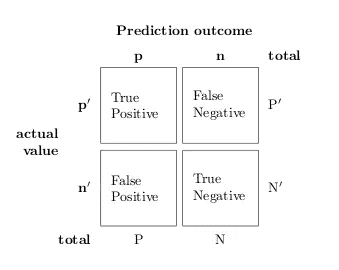 Prediction outcome
p n total
True Positive False Negative
p′ P′
actual value
False Positive True Negative
n′ N′
total P N